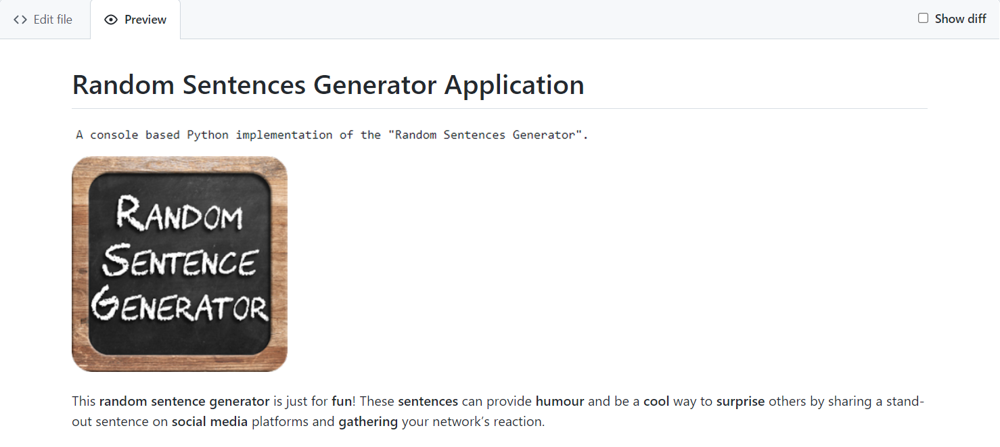 Edit file
Preview
Show diff
Random Sentences Generator Application
A console based Python implementation of the "Random Sentences Generator".
RANDOM
SENTENCE
GENERATOR
This random sentence generator is just for fun! These sentences can provide humour and be a cool way to surprise others by sharing a stand-
out sentence on social media platforms and gathering your network’s reaction.